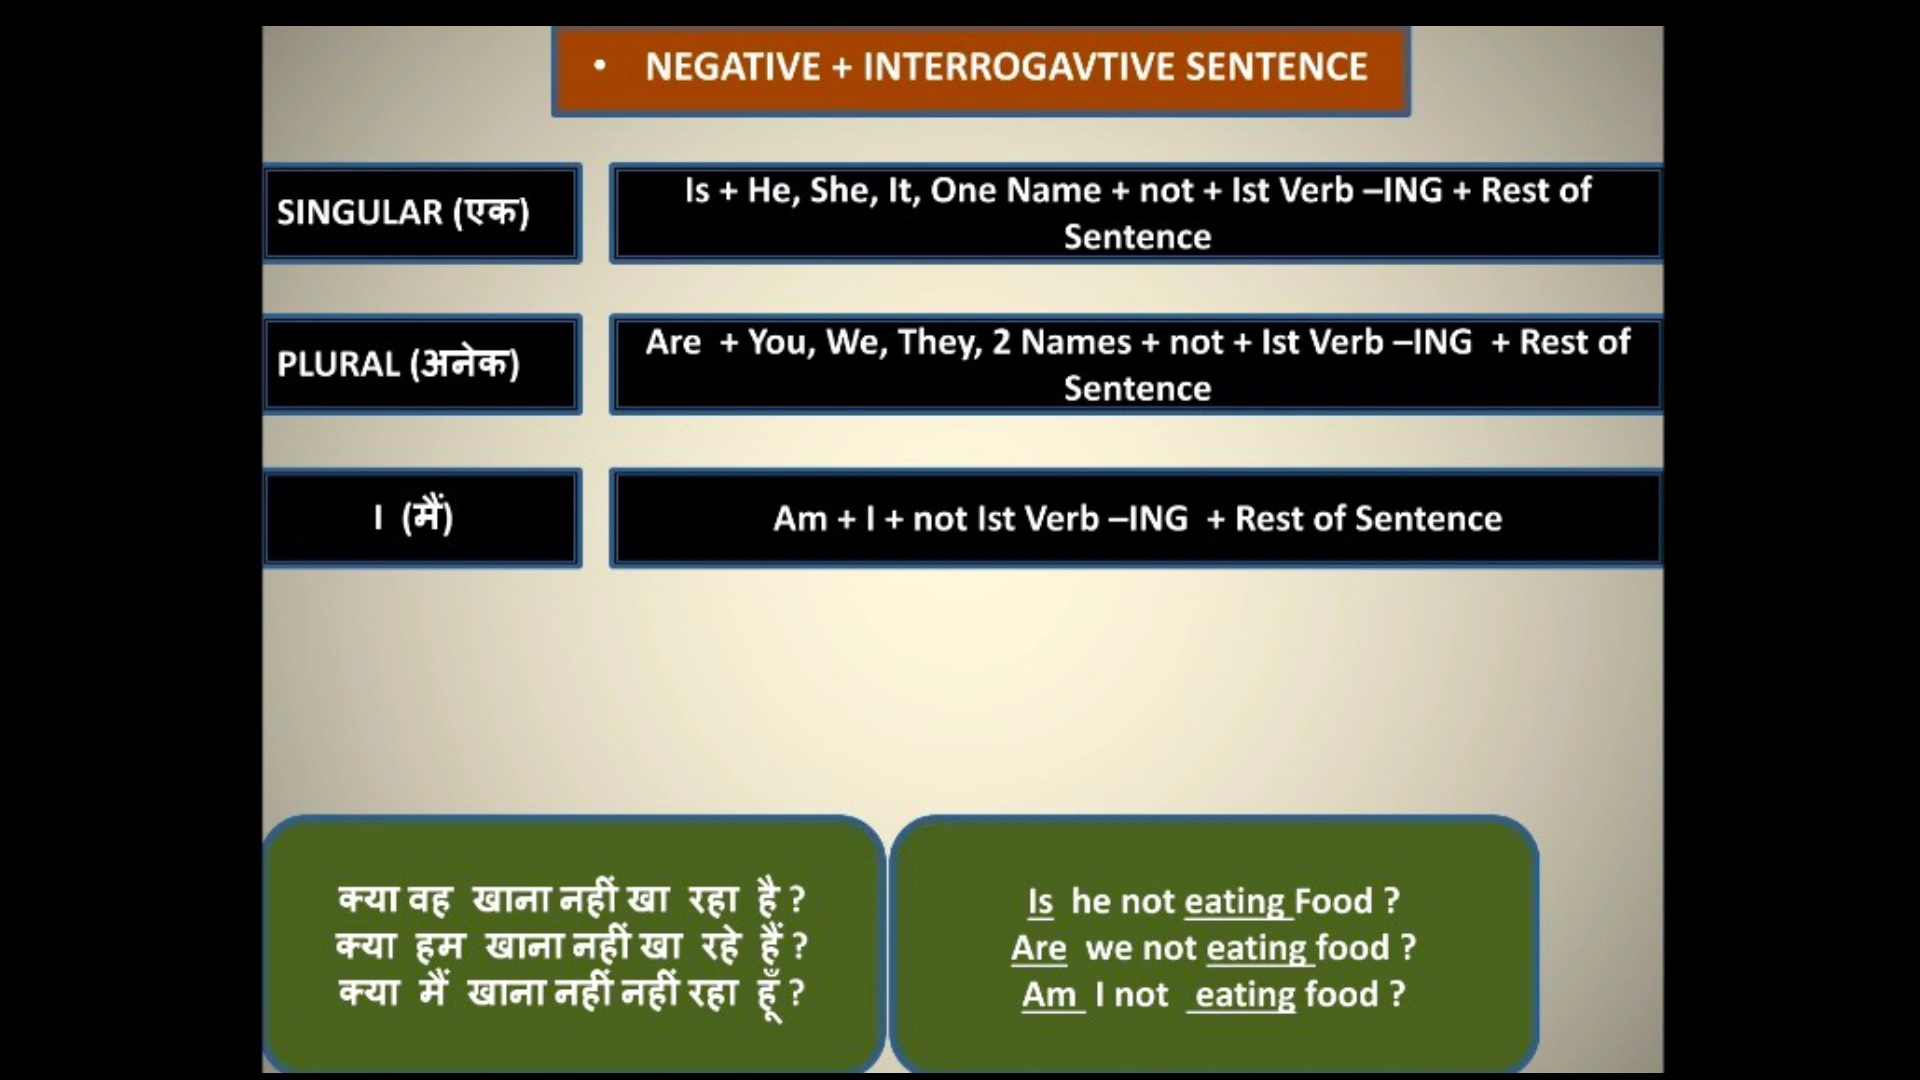 • NEGATIVE + INTERROGAVTIVE SENTENCE
SINGULAR (एक)
Is + He, She, It, One Name + not + Ist Verb –ING + Rest of
Sentence
PLURAL (अनेक)
Are + You, We, They, 2 Names + not + Ist Verb –ING + Rest of
Sentence
I (मैं)
Am + I + not Ist Verb –ING + Rest of Sentence
क्या वह खाना नहीं खा रहा है ?
क्या हम खाना नहीं खा रहे हैं ?
क्या मैं खाना नहीं नहीं रहा हूँ ?
Is he not eating Food ?
Are we not eating food ?
Am I not eating food ?